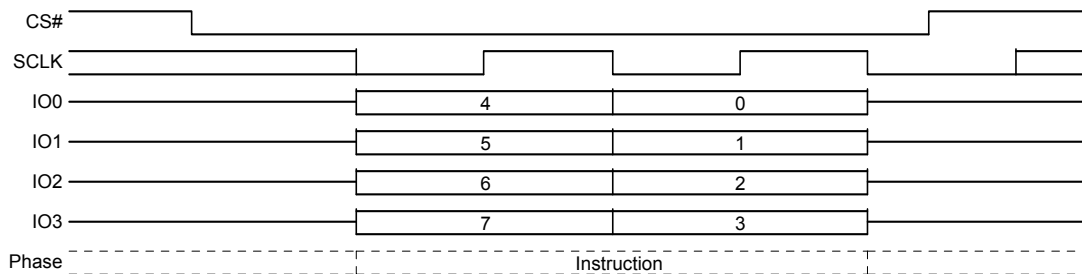 CS#
SCLK
IO0 4 0
IO1 5 1
IO2 6 2
IO3 7 3
Phase Instruction